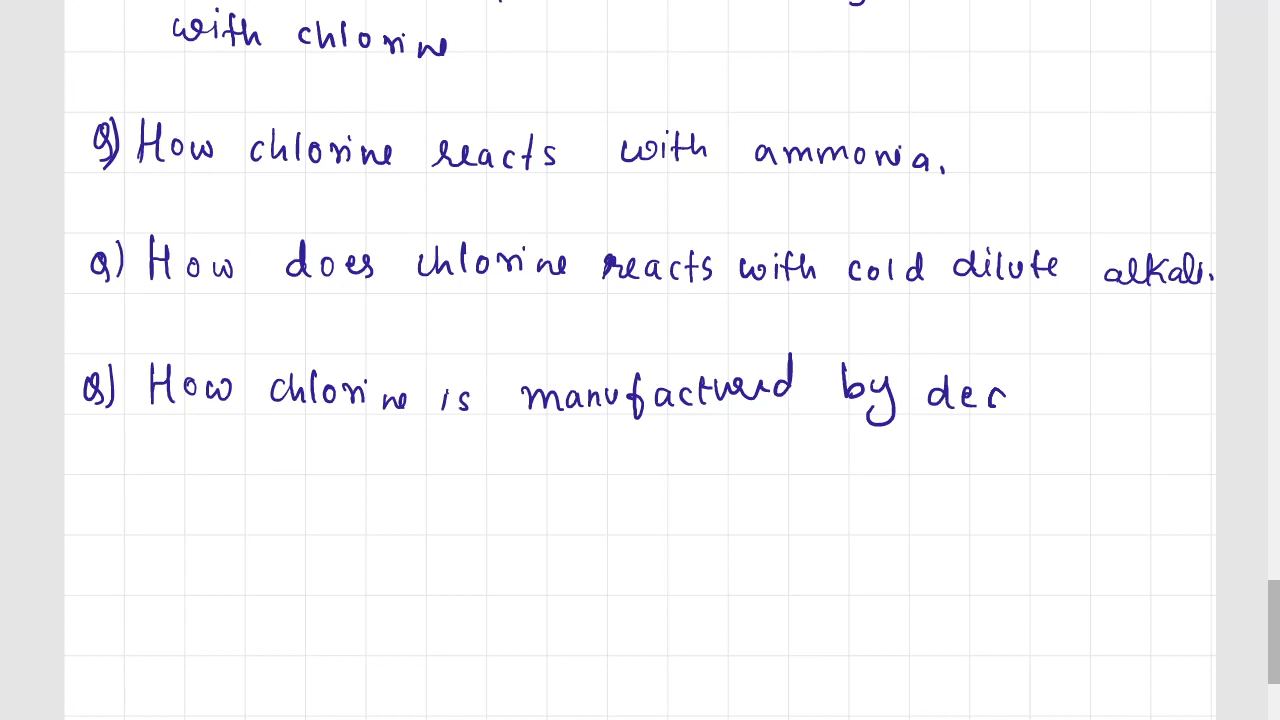 with chlorine
Q) How chlorine reacts with ammonia.
Q) How does chlorine reacts with cold dilute alkali.
Q) How chlorine is manufactured by dec